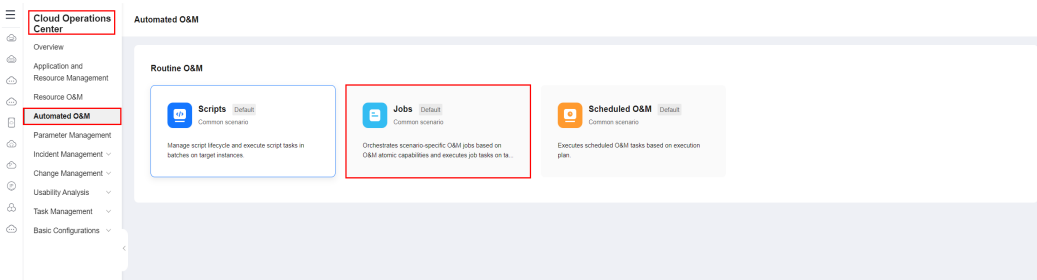 Cloud Operations
Center
Automated O&M
Overview
Application and
Resource Management
Resource O&M
Automated O&M
Parameter Management
Incident Management
Change Management
Usability Analysis
Task Management
Basic Configurations
Routine O&M
Scripts Default
Common scenario
Manage script lifecycle and execute script tasks in
batches on target instances.
Jobs Default
Common scenario
Orchestrates scenario-specific O&M jobs based on
O&M atomic capabilities and executes job tasks on ta...
Scheduled O&M Default
Common scenario
Executes scheduled O&M tasks based on execution
plan.